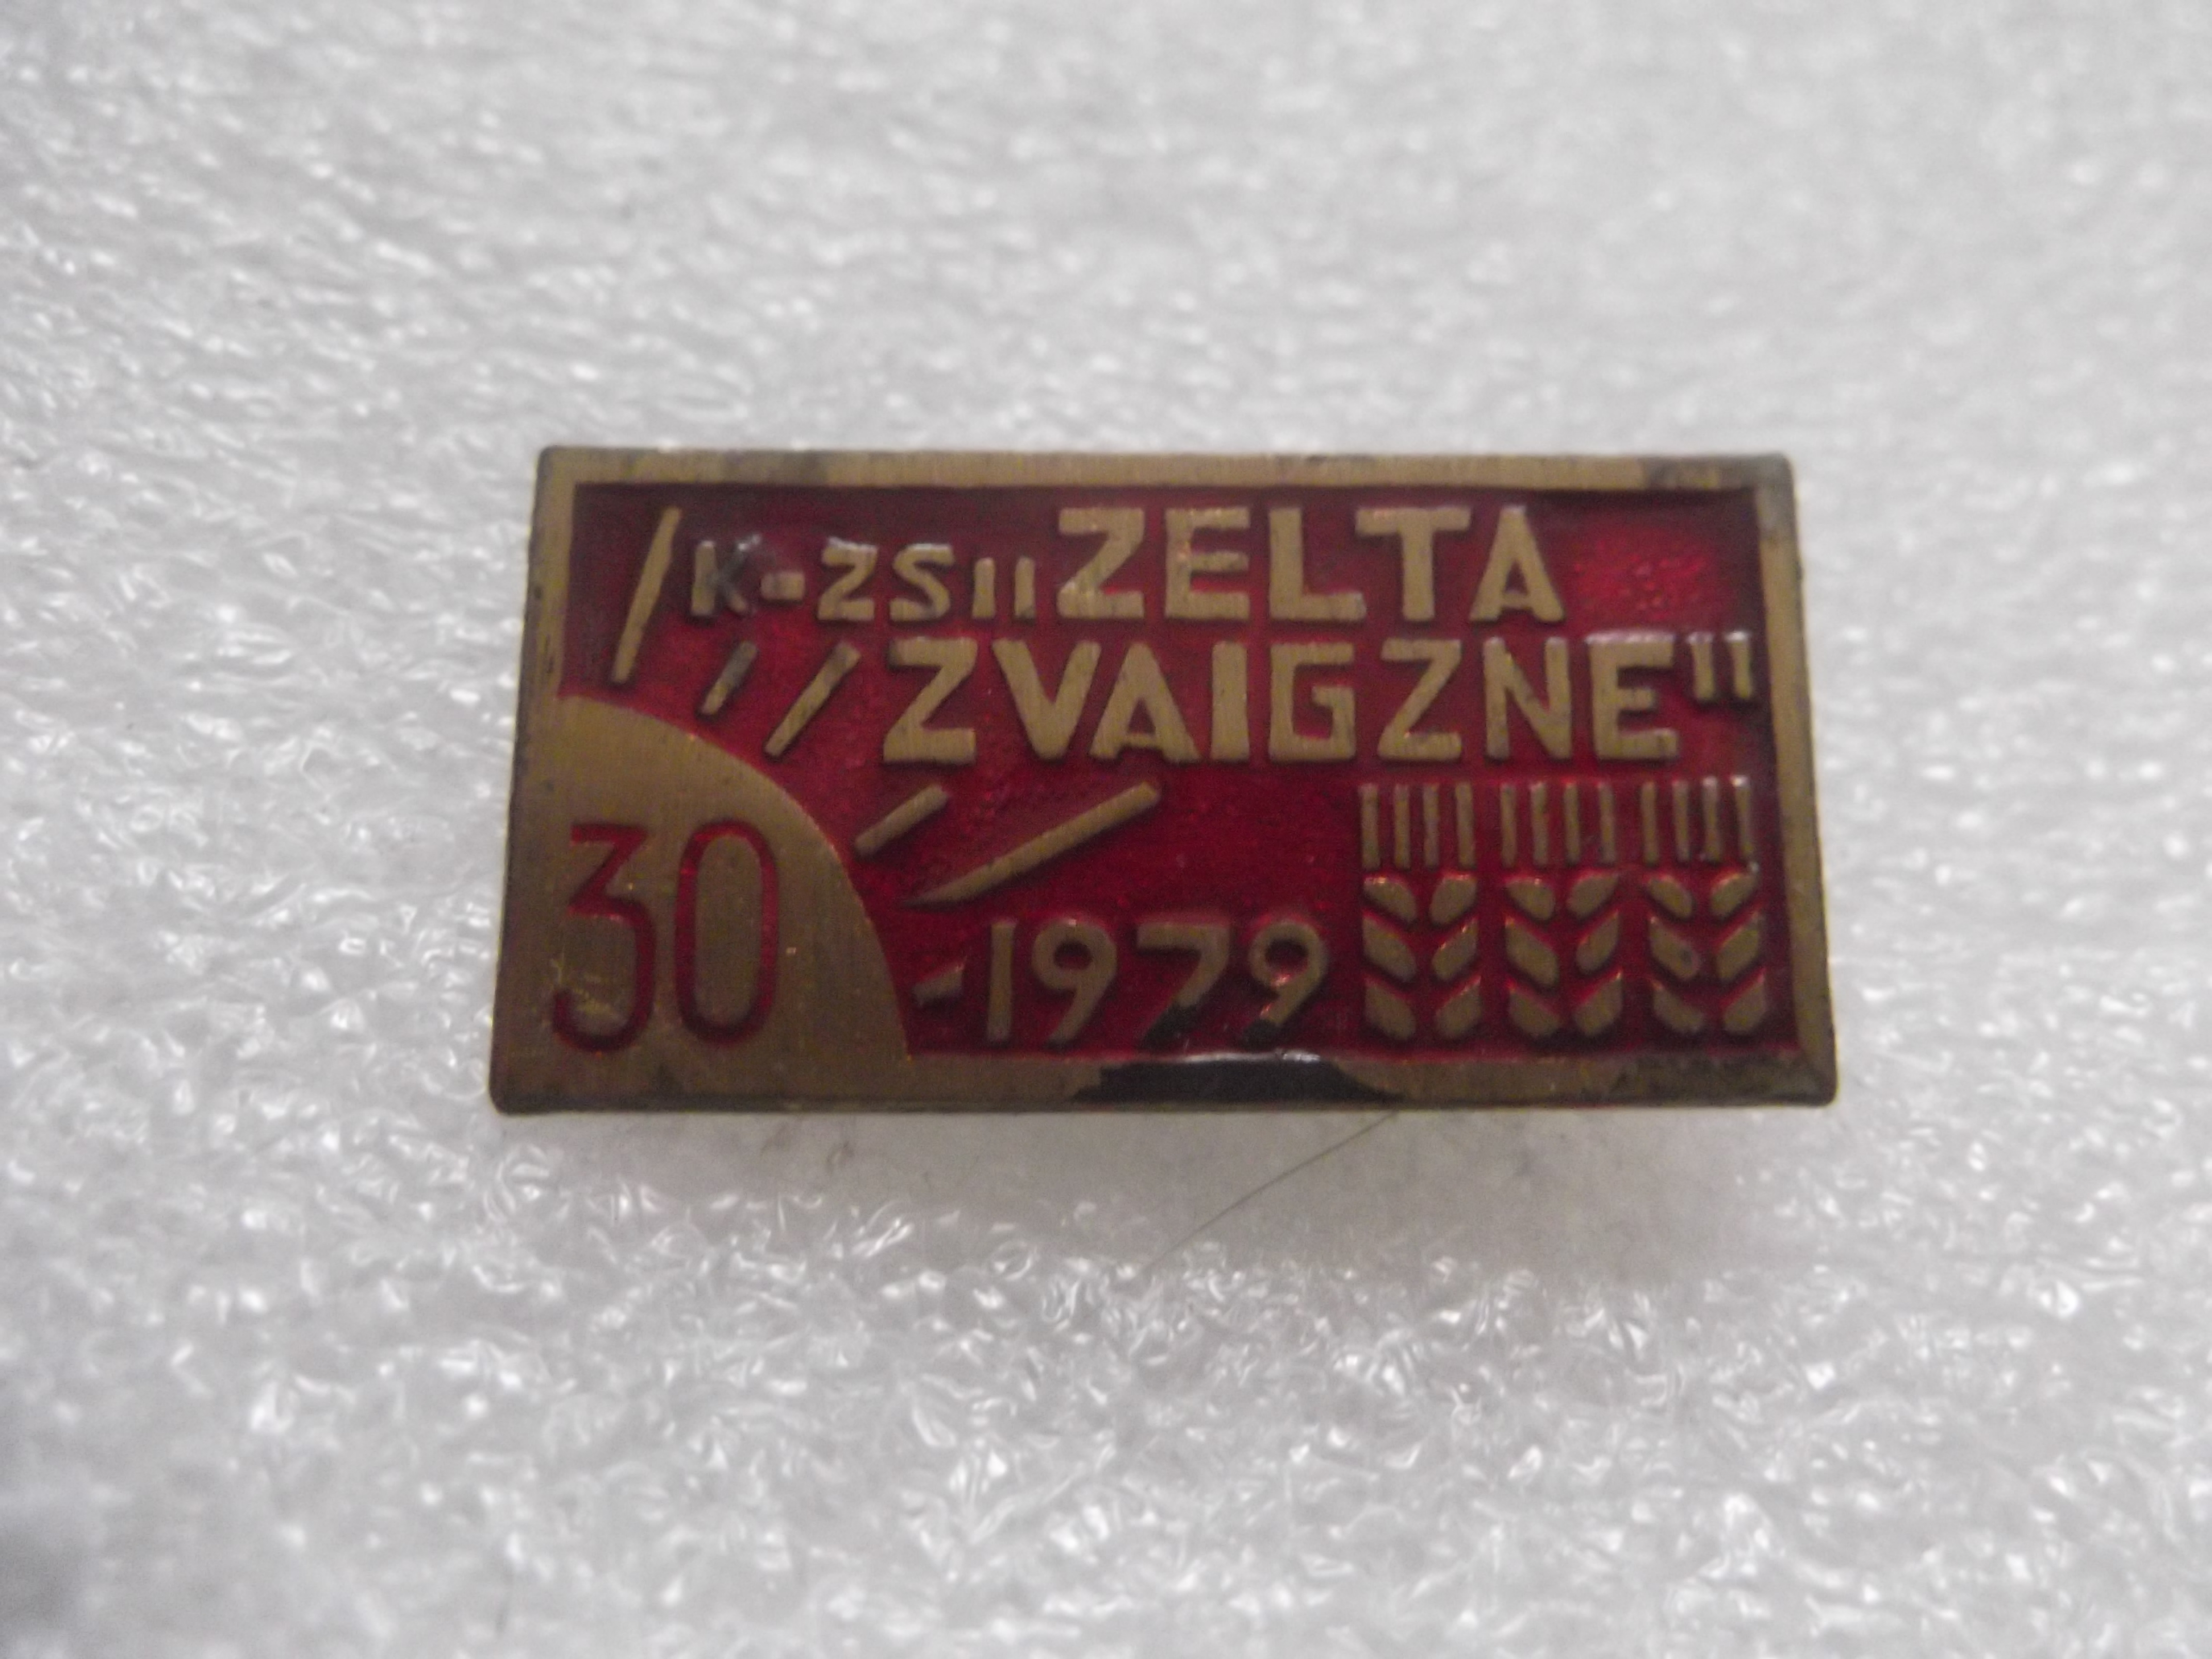 K-ZS "ZELTA
ZVAIGZNE"
30
1979